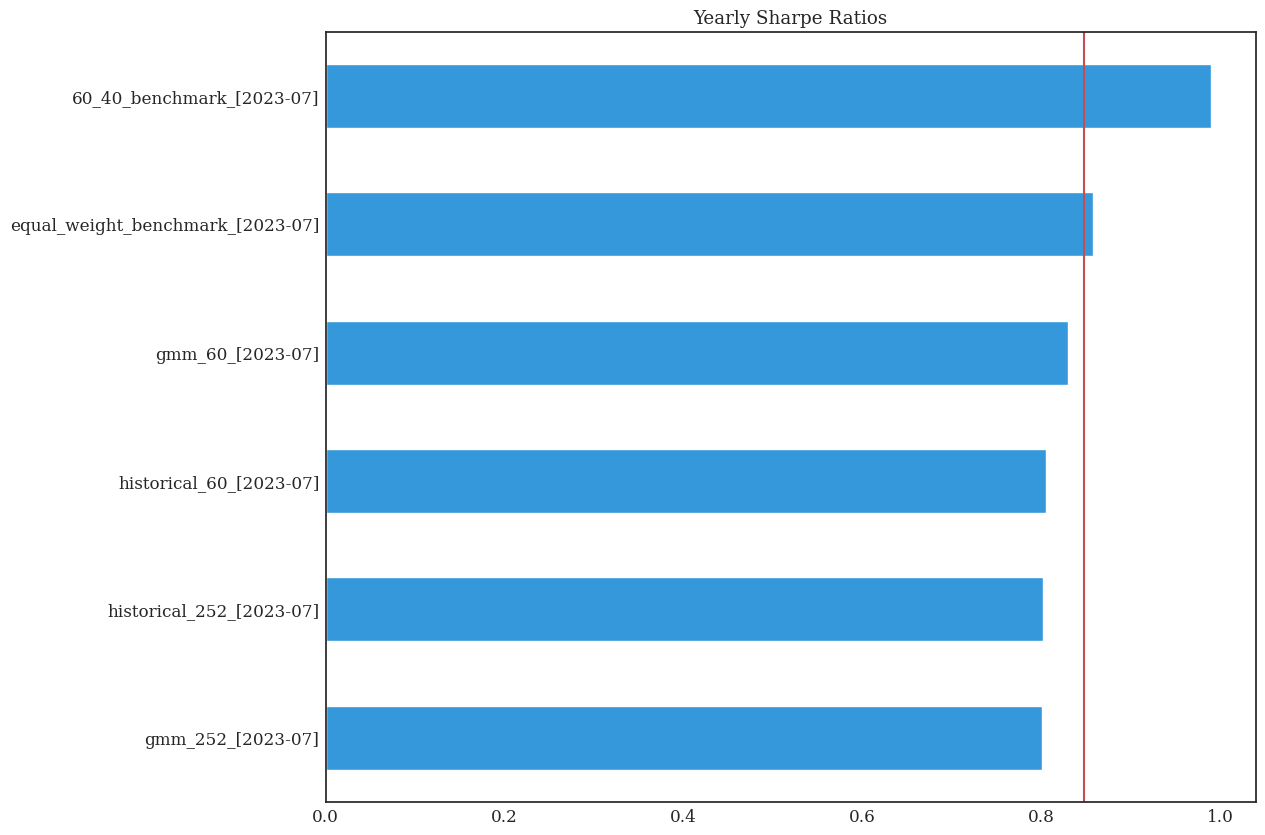 Yearly Sharpe Ratios
60_40_benchmark_[2023-07]
equal_weight_benchmark_[2023-07]
gmm_60_[2023-07]
historical_60_[2023-07]
historical_252_[2023-07]
gmm_252_[2023-07]
0.0 0.2 0.4 0.6 0.8 1.0